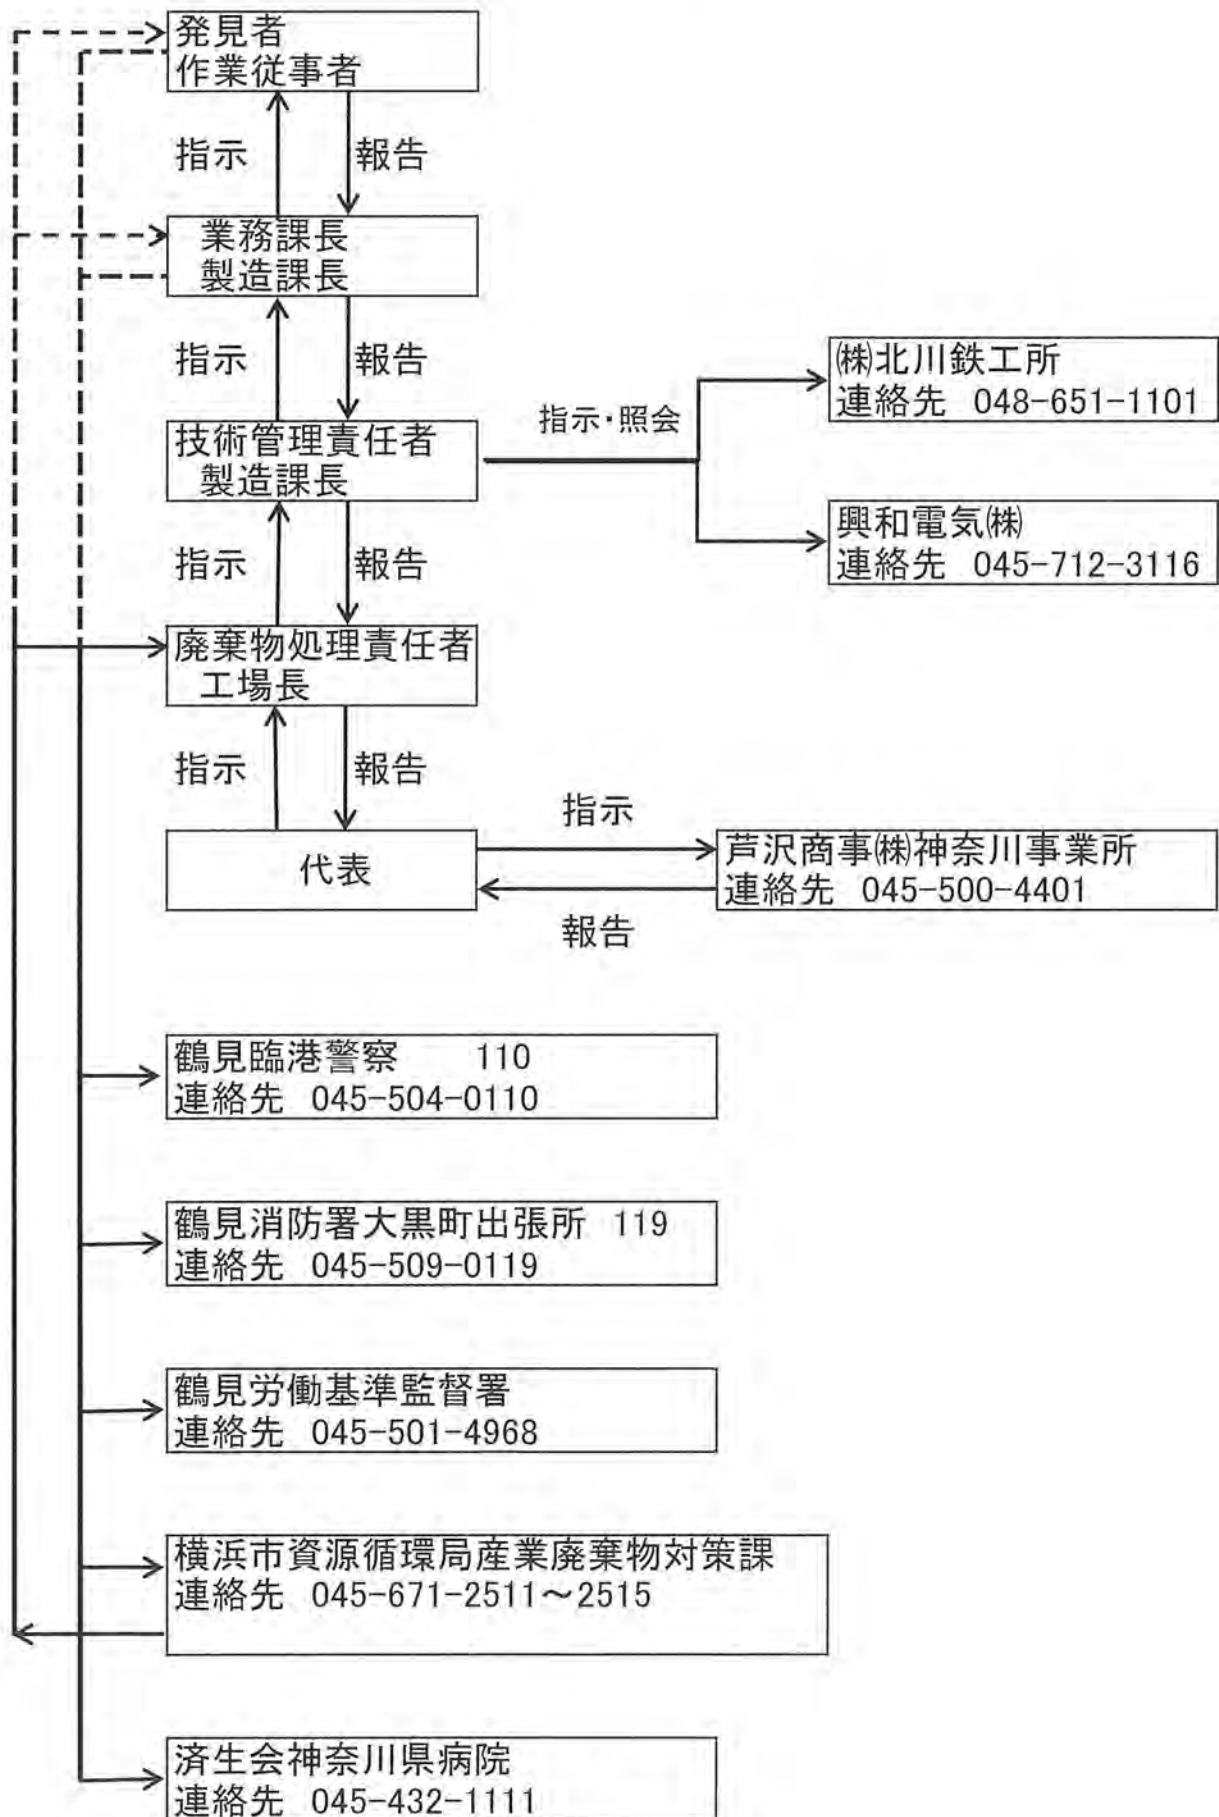 発見者
作業従事者
指示
報告
業務課長
製造課長
指示
報告
㈱北川鉄工所
連絡先 048-651-1101
指示・照会
技術管理責任者
製造課長
興和電気㈱
連絡先 045-712-3116
指示
報告
廃棄物処理責任者
工場長
指示
報告
指示
代表
芦沢商事㈱神奈川事業所
連絡先 045-500-4401
報告
鶴見臨港警察 110
連絡先 045-504-0110
鶴見消防署大黒町出張所 119
連絡先 045-509-0119
鶴見労働基準監督署
連絡先 045-501-4968
横浜市資源循環局産業廃棄物対策課
連絡先 045-671-2511～2515
済生会神奈川県病院
連絡先 045-432-1111